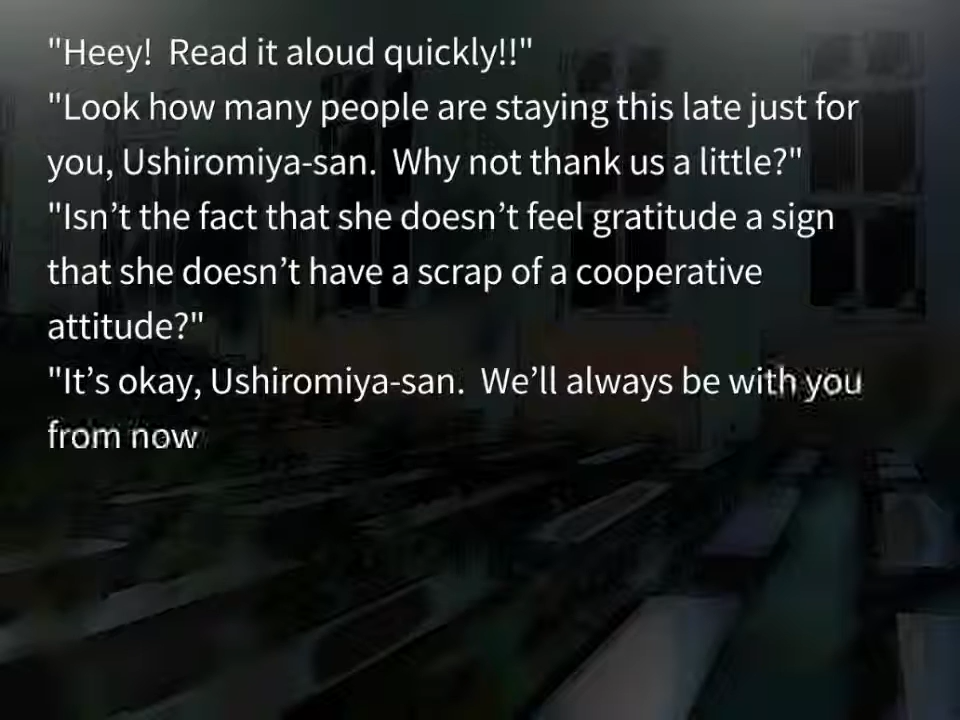 "Heey!  Read it aloud quickly!!"
"Look how many people are staying this late just for
you, Ushiromiya-san.  Why not thank us a little?"
"Isn’t the fact that she doesn’t feel gratitude a sign
that she doesn’t have a scrap of a cooperative
attitude?"
"It’s okay, Ushiromiya-san.  We’ll always be with you
from now